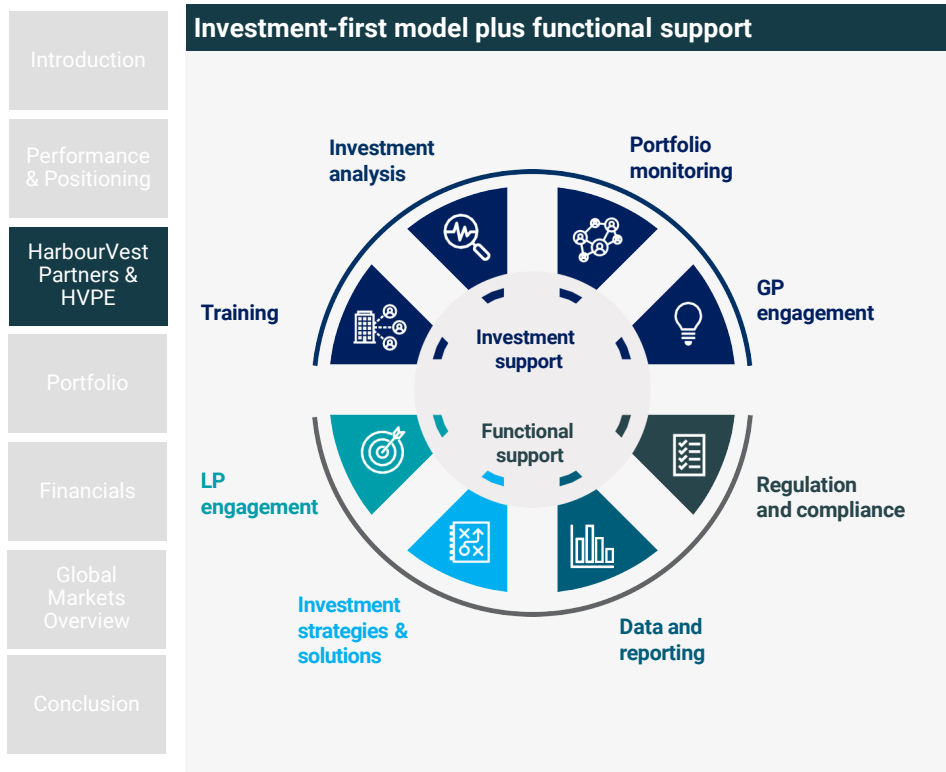 Introduction
Performance
& Positioning
HarbourVest
Partners &
HVPE
Portfolio
Financials
Global
Markets
Overview
Conclusion
Investment-first model plus functional support
Investment
analysis
Portfolio
monitoring
Training
GP
engagement
Investment
support
Functional
support
LP
engagement
Regulation
and compliance
Investment
strategies &
solutions
Data and
reporting